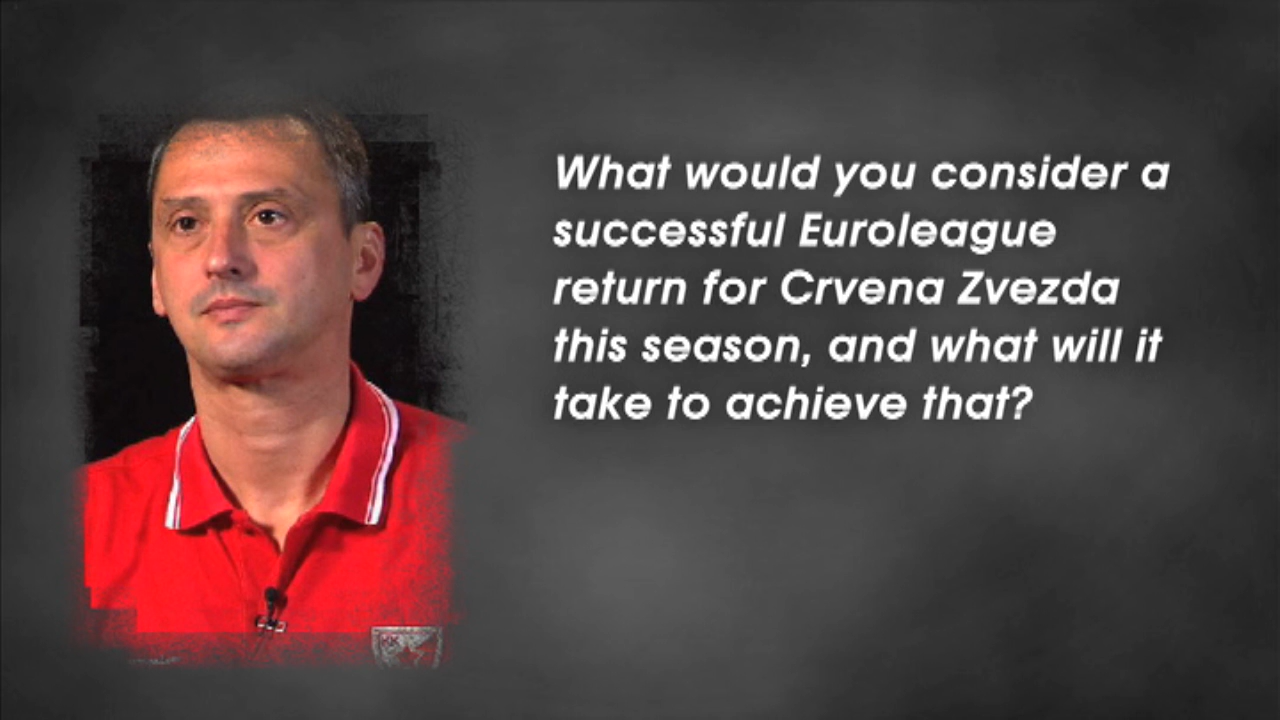 What would you consider a
successful Euroleague
return for Crvena Zvezda
this season, and what will it
take to achieve that?